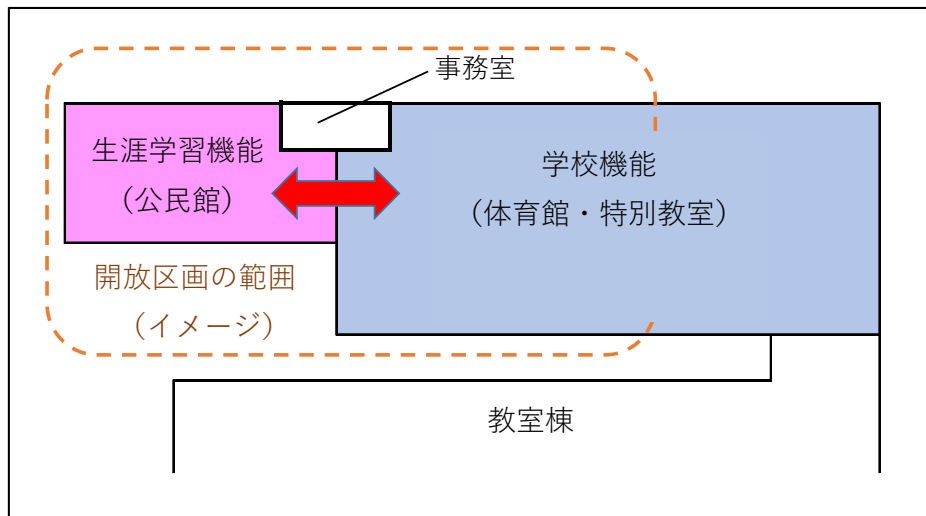 事務室
生涯学習機能
（公民館）
学校機能
（体育館・特別教室）
開放区画の範囲
（イメージ）
教室棟